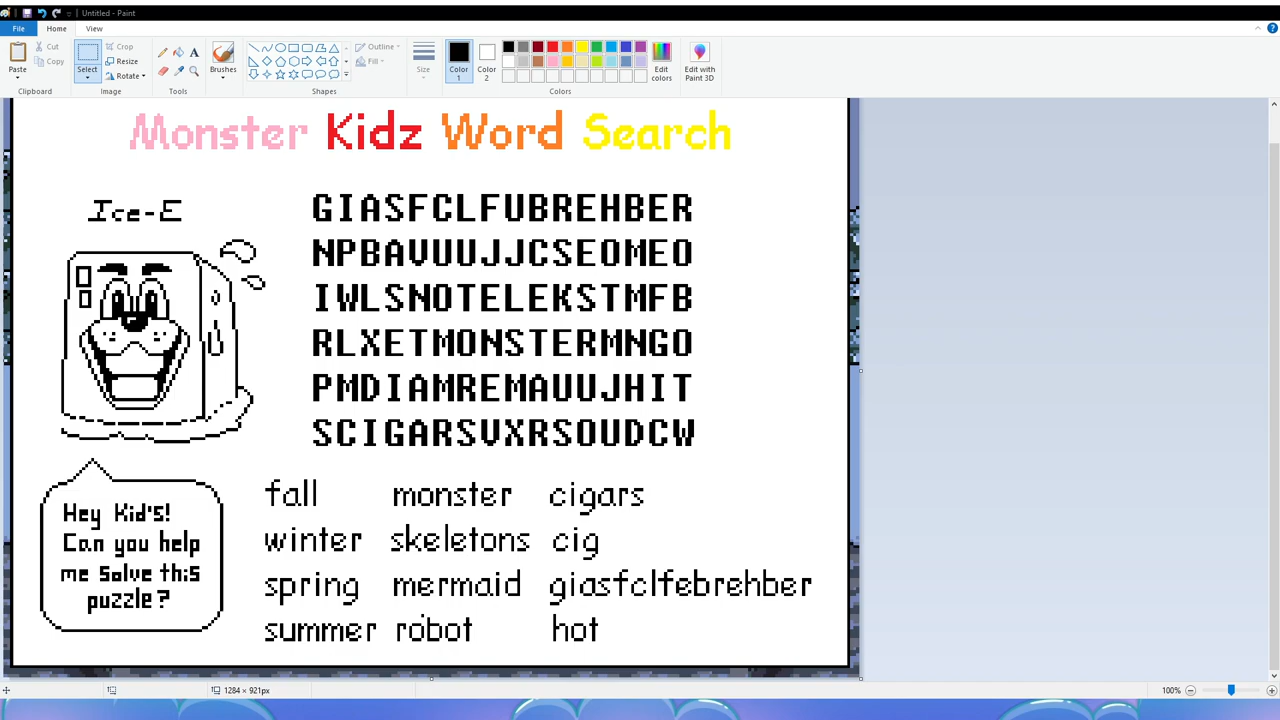 Untitled - Paint
File Home View
Paste Cut Copy Clipboard
Select Crop Resize Rotate Image
Tools
Brushes
Outline Fill Shapes
Size
Color 1 Color 2 Edit colors Colors
Edit with Paint 3D
Monster Kidz Word Search
Ice-E
GIASFCLFUBREHBER
NPBAVUUJJCSEOMEO
IWLSNOTELEKSTMFB
RLXETMONSTERMNGO
PMDIAMREMAUUJHIT
SCIGARSVXRSOUDCW
fall monster cigars
winter skeletons cig
spring mermaid giasfclfebrehber
summer robot hot
Hey Kid's!
Can you help
me solve this
puzzle?
1284 × 921px
100%